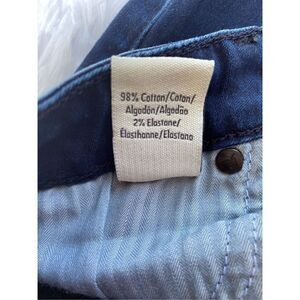 98% Cotton/Coton/
Algodón/Algodão
2% Elastane/
Élasthanne/Elastano